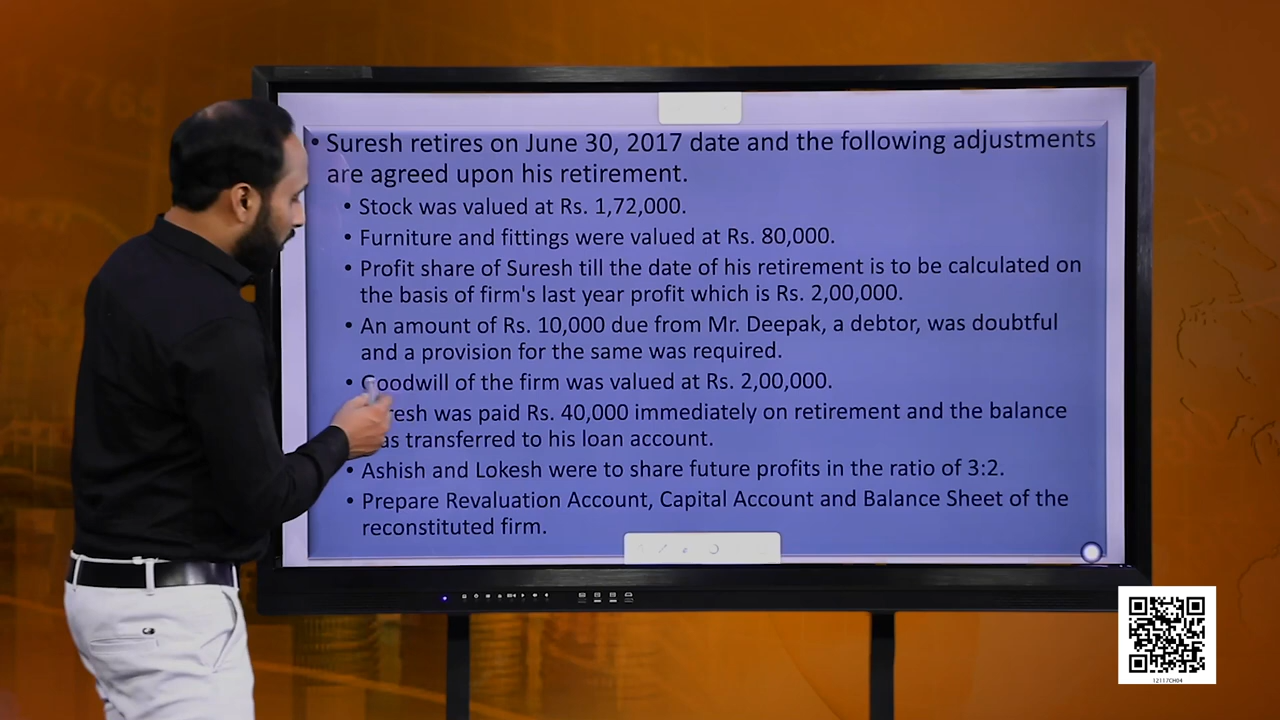 • Suresh retires on June 30, 2017 date and the following adjustments
are agreed upon his retirement.
• Stock was valued at Rs. 1,72,000.
• Furniture and fittings were valued at Rs. 80,000.
• Profit share of Suresh till the date of his retirement is to be calculated on
the basis of firm's last year profit which is Rs. 2,00,000.
• An amount of Rs. 10,000 due from Mr. Deepak, a debtor, was doubtful
and a provision for the same was required.
• Goodwill of the firm was valued at Rs. 2,00,000.
was paid Rs. 40,000 immediately on retirement and the balance
transferred to his loan account.
• Ashish and Lokesh were to share future profits in the ratio of 3:2.
• Prepare Revaluation Account, Capital Account and Balance Sheet of the
reconstituted firm.
12117CH04